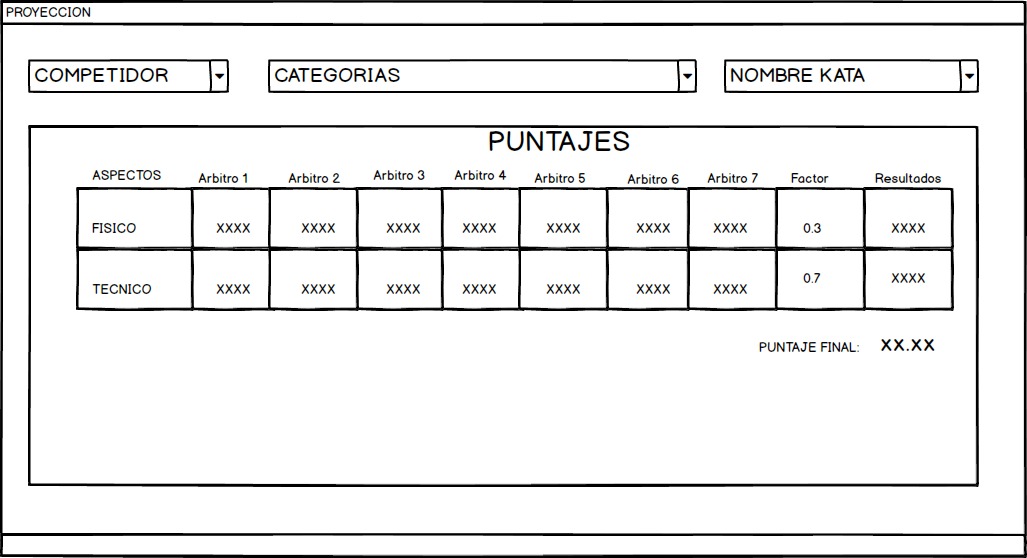 PROYECCION
COMPETIDOR CATEGORIAS NOMBRE KATA
PUNTAJES
ASPECTOS Arbitro 1 Arbitro 2 Arbitro 3 Arbitro 4 Arbitro 5 Arbitro 6 Arbitro 7 Factor Resultados
FISICO XXXX XXXX XXXX XXXX XXXX XXXX XXXX 0.3 XXXX
TECNICO XXXX XXXX XXXX XXXX XXXX XXXX XXXX 0.7 XXXX
PUNTAJE FINAL: XX.XX